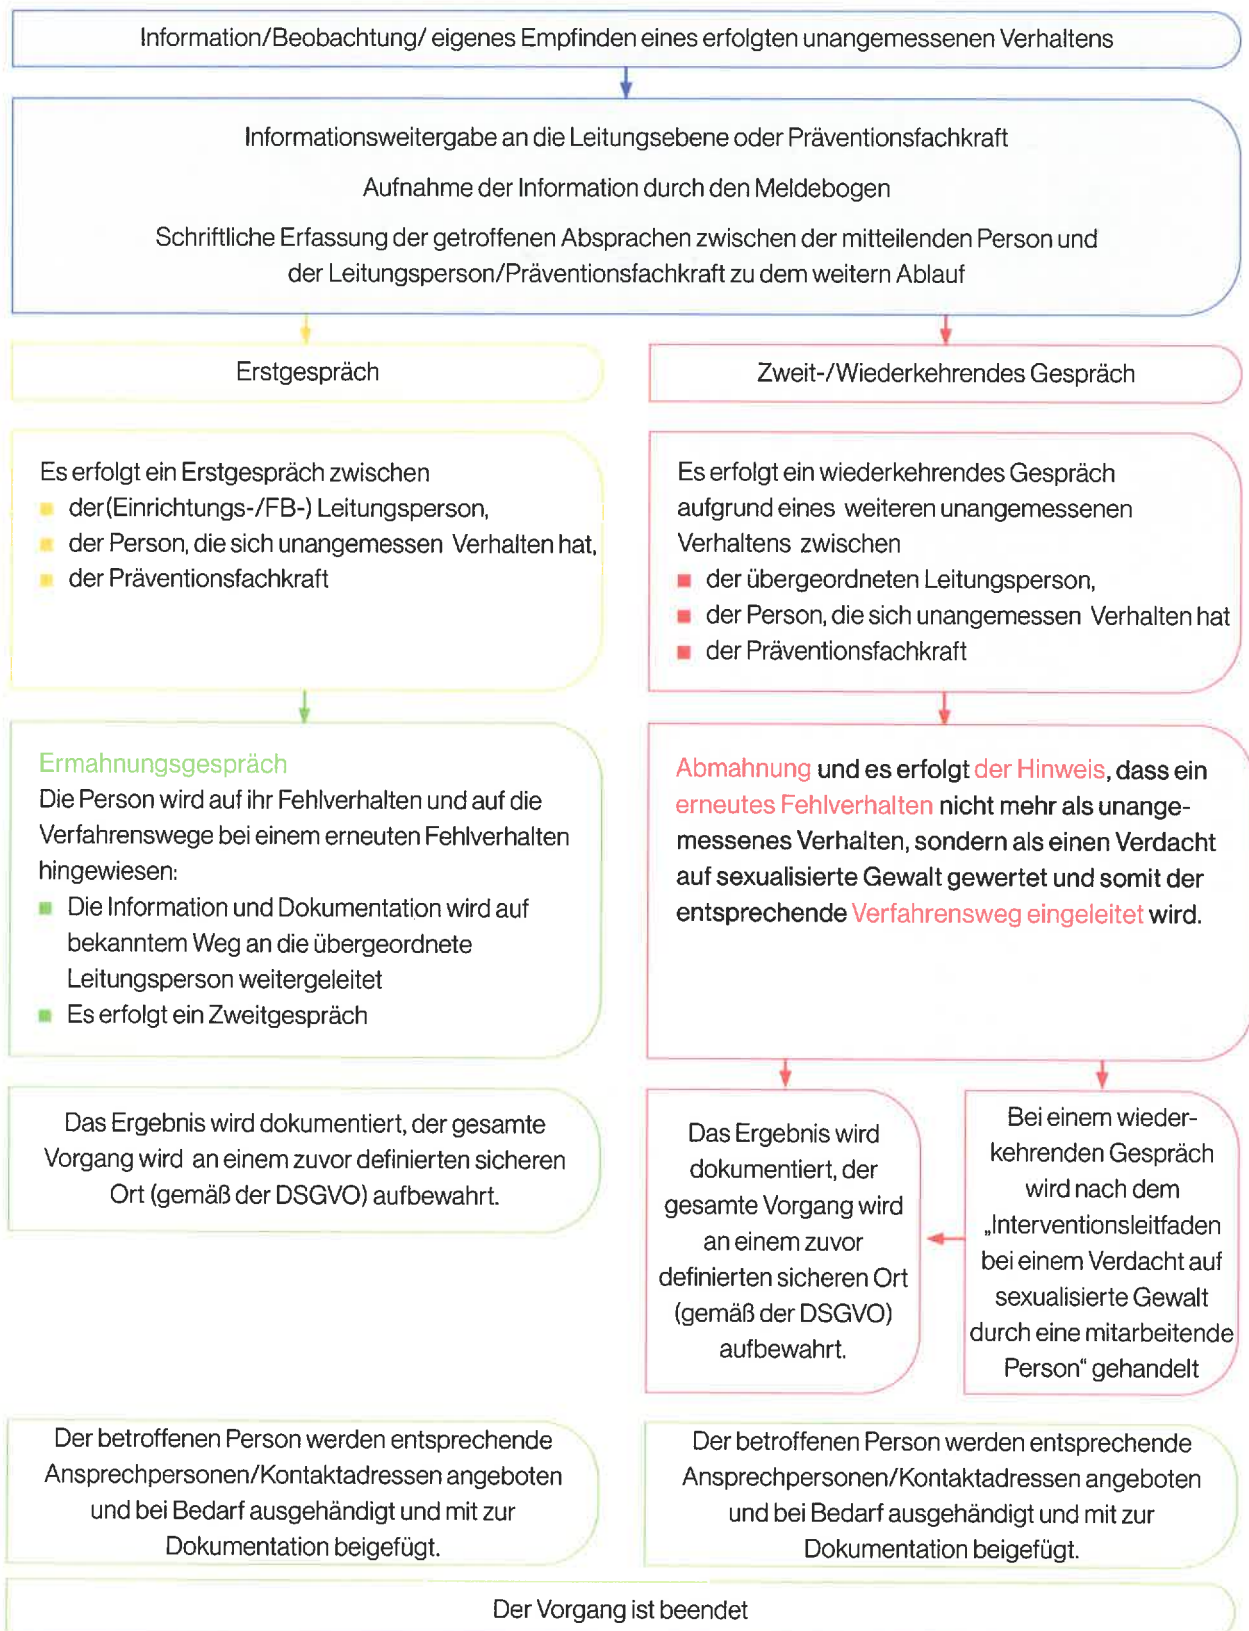 Information/Beobachtung/ eigenes Empfinden eines erfolgten unangemessenen Verhaltens
Informationsweitergabe an die Leitungsebene oder Präventionsfachkraft
Aufnahme der Information durch den Meldebogen
Schriftliche Erfassung der getroffenen Absprachen zwischen der mitteilenden Person und
der Leitungsperson/Präventionsfachkraft zu dem weitern Ablauf
Erstgespräch
Es erfolgt ein Erstgespräch zwischen
der (Einrichtungs-/FB-) Leitungsperson,
der Person, die sich unangemessen Verhalten hat,
der Präventionsfachkraft
Ermahnungsgespräch
Die Person wird auf ihr Fehlverhalten und auf die
Verfahrenswege bei einem erneuten Fehlverhalten
hingewiesen:
Die Information und Dokumentation wird auf
bekanntem Weg an die übergeordnete
Leitungsperson weitergeleitet
Es erfolgt ein Zweitgespräch
Das Ergebnis wird dokumentiert, der gesamte
Vorgang wird an einem zuvor definierten sicheren
Ort (gemäß der DSGVO) aufbewahrt.
Der betroffenen Person werden entsprechende
Ansprechpersonen/Kontaktadressen angeboten
und bei Bedarf ausgehändigt und mit zur
Dokumentation beigefügt.
Zweit-/Wiederkehrendes Gespräch
Es erfolgt ein wiederkehrendes Gespräch
aufgrund eines weiteren unangemessenen
Verhaltens zwischen
der übergeordneten Leitungsperson,
der Person, die sich unangemessen Verhalten hat
der Präventionsfachkraft
Abmahnung und es erfolgt der Hinweis, dass ein
erneutes Fehlverhalten nicht mehr als unange-
messenes Verhalten, sondern als einen Verdacht
auf sexualisierte Gewalt gewertet und somit der
entsprechende Verfahrensweg eingeleitet wird.
Das Ergebnis wird
dokumentiert, der
gesamte Vorgang wird
an einem zuvor
definierten sicheren Ort
(gemäß der DSGVO)
aufbewahrt.
Bei einem wieder-
kehrenden Gespräch
wird nach dem
„Interventionsleitfaden
bei einem Verdacht auf
sexualisierte Gewalt
durch eine mitarbeitende
Person“ gehandelt
Der betroffenen Person werden entsprechende
Ansprechpersonen/Kontaktadressen angeboten
und bei Bedarf ausgehändigt und mit zur
Dokumentation beigefügt.
Der Vorgang ist beendet